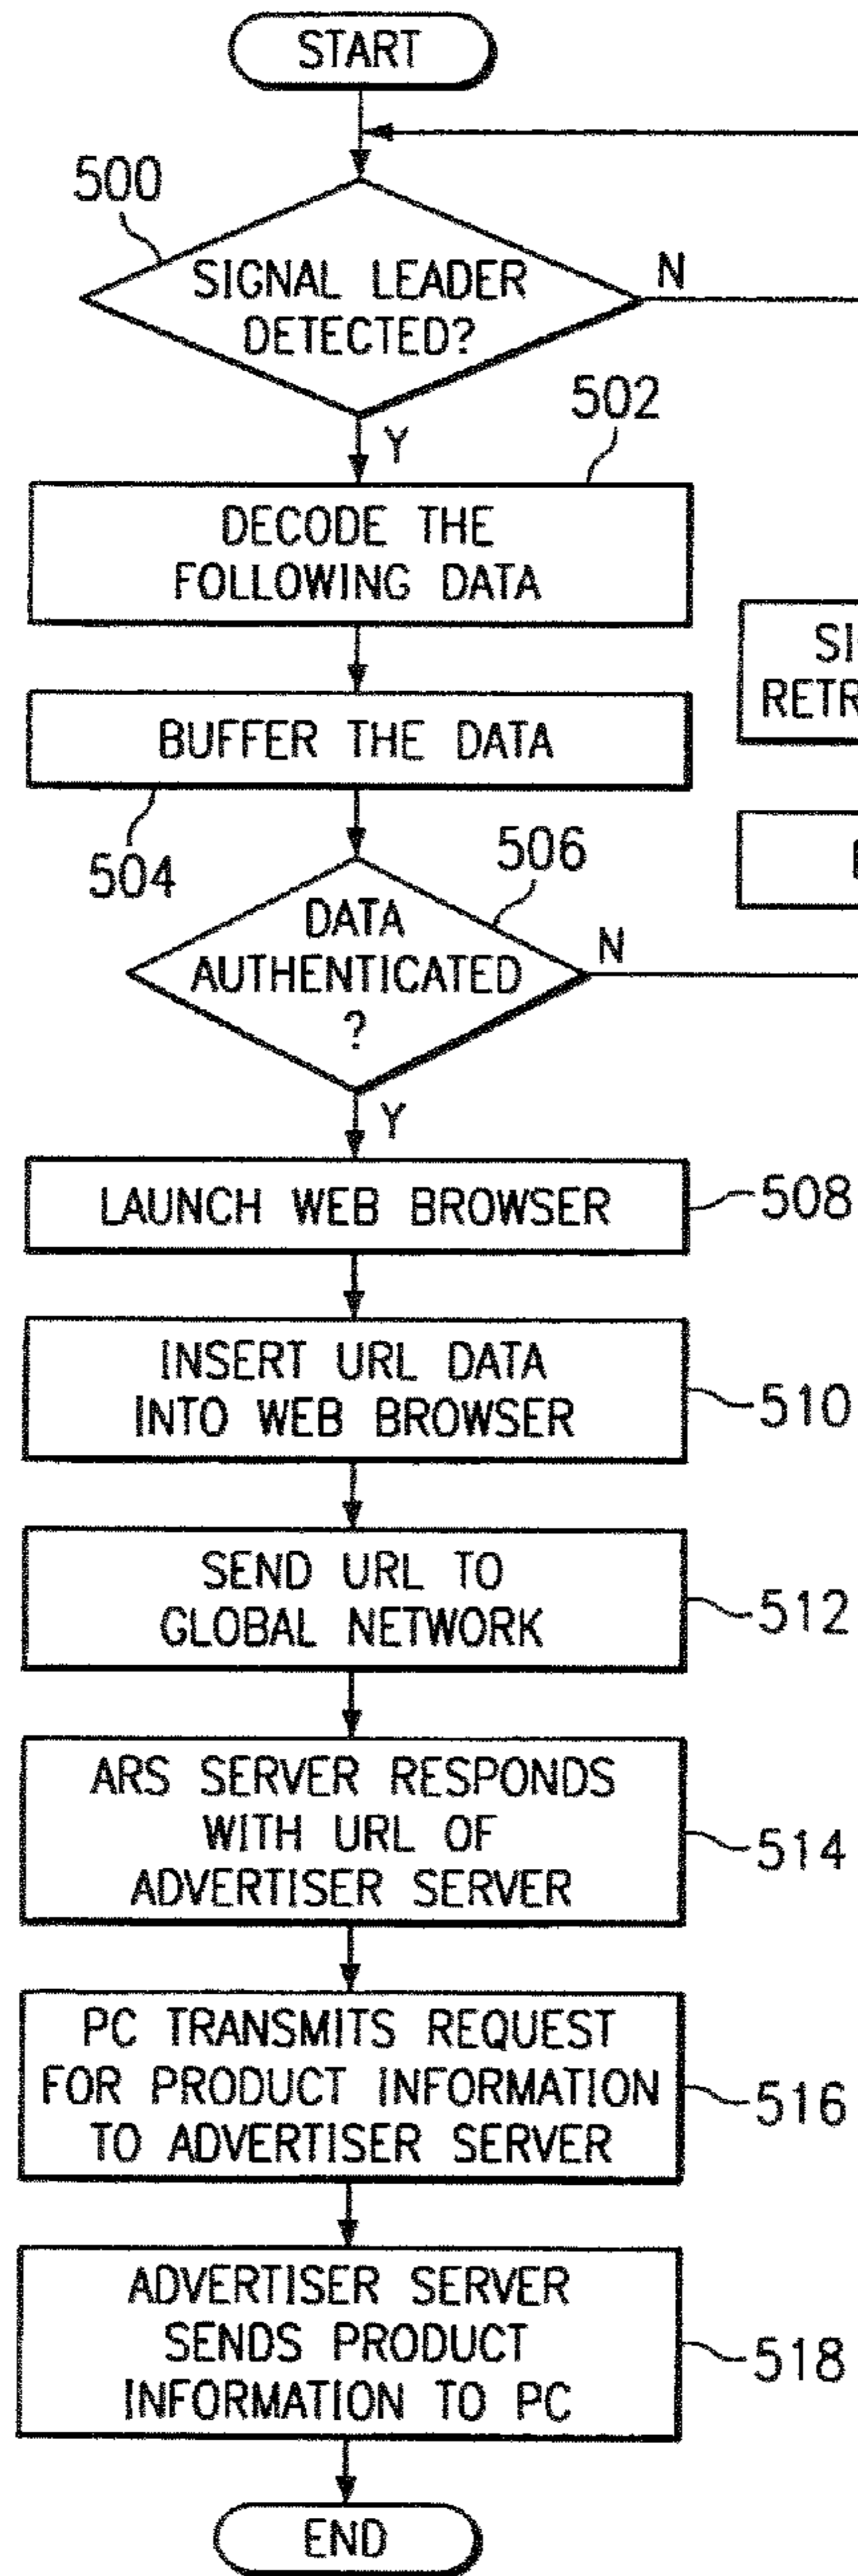 START
500
SIGNAL LEADER
DETECTED?
N
Y
502
DECODE THE
FOLLOWING DATA
BUFFER THE DATA
504
506
DATA
AUTHENTICATED
?
N
Y
LAUNCH WEB BROWSER
508
INSERT URL DATA
INTO WEB BROWSER
510
SEND URL TO
GLOBAL NETWORK
512
ARS SERVER RESPONDS
WITH URL OF
ADVERTISER SERVER
514
PC TRANSMITS REQUEST
FOR PRODUCT INFORMATION
TO ADVERTISER SERVER
516
ADVERTISER SERVER
SENDS PRODUCT
INFORMATION TO PC
518
END